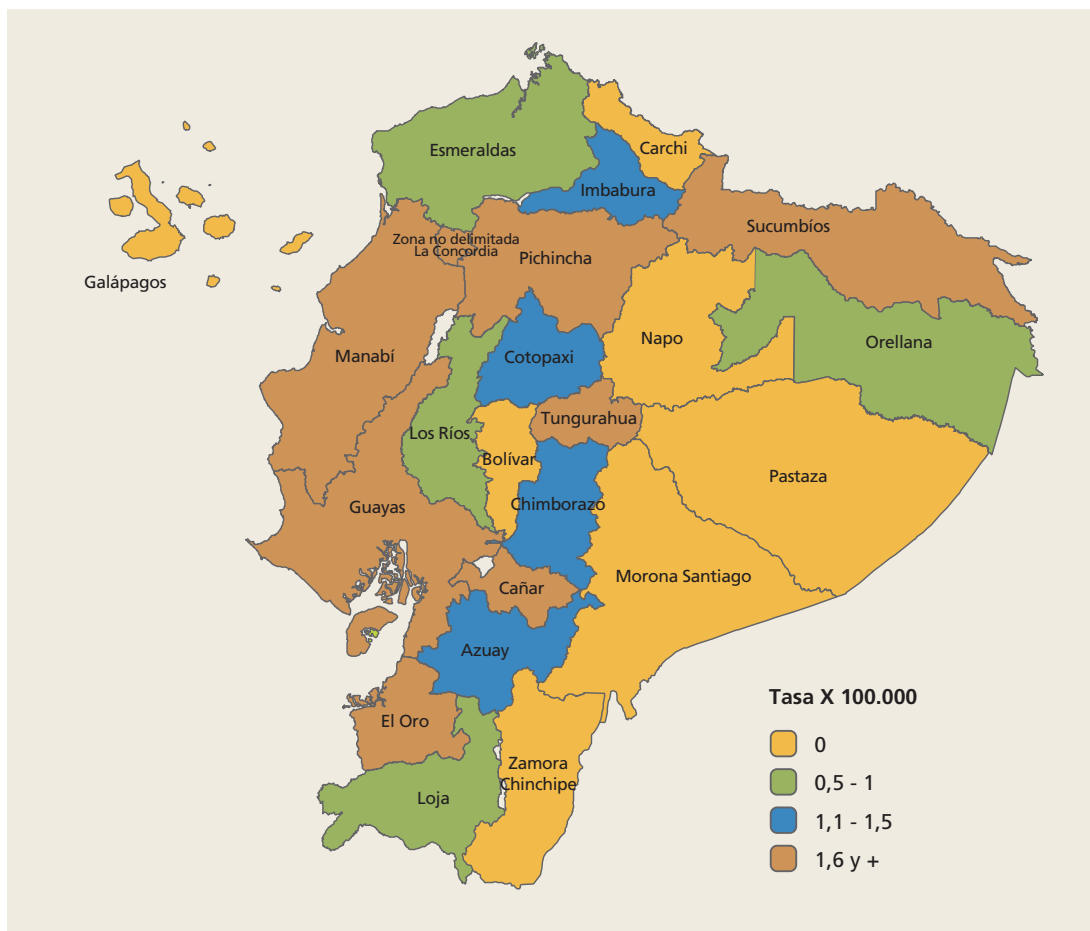 Esmeraldas
Carchi
Imbabura
Sucumbíos
Zona no delimitada
La Concordia
Pichincha
Galápagos
Napo
Orellana
Manabí
Cotopaxi
Tungurahua
Los Ríos
Bolívar
Pastaza
Guayas
Chimborazo
Morona Santiago
Cañar
Azuay
El Oro
Zamora
Chinchipe
Loja
Tasa X 100.000
0
0,5 - 1
1,1 - 1,5
1,6 y +